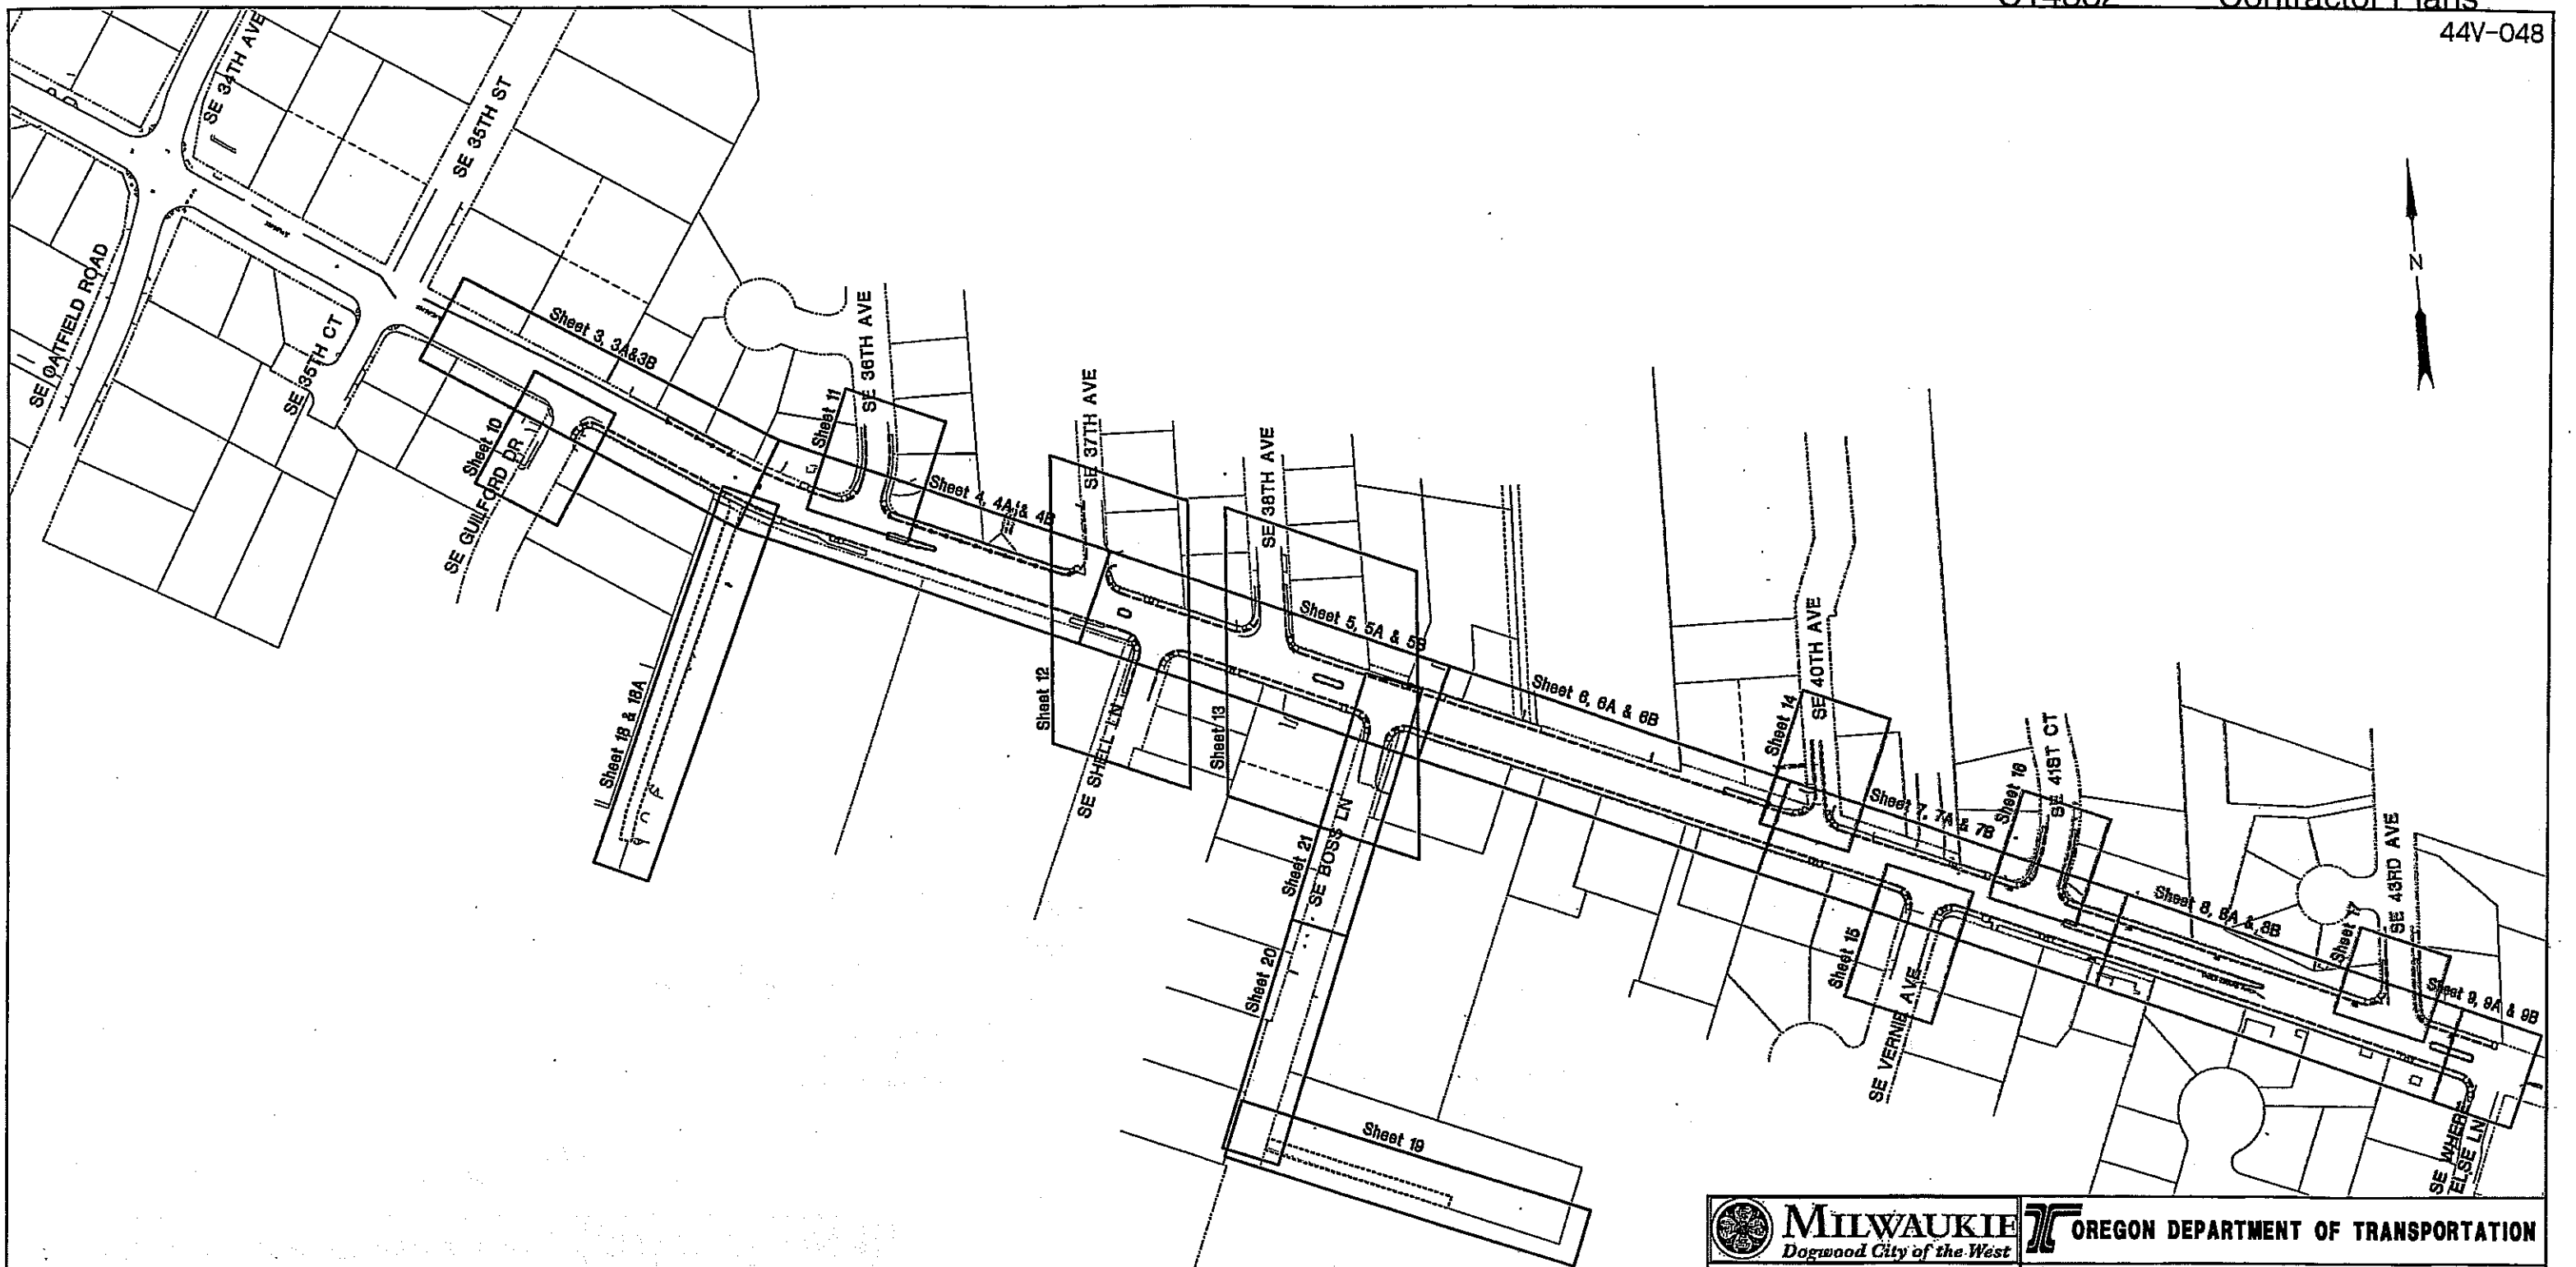 Contractor Plans
44V-048
SE 34TH AVE
SE 35TH ST
SE OATFIELD ROAD
SE 35TH CT
Sheet 3, 3A&3B
Sheet 10
SE GUILFORD DR
Sheet 11
SE 36TH AVE
Sheet 4, 4A & 4B
SE 37TH AVE
SE 38TH AVE
Sheet 5, 5A & 5B
Sheet 12
Sheet 13
SE SHELL LN
Sheet 18 & 18A
Sheet 6, 6A & 6B
Sheet 14
SE 40TH AVE
Sheet 7, 7A & 7B
Sheet 16
SE 41ST CT
Sheet 21
SE BOSS LN
Sheet 20
Sheet 19
Sheet 15
SE VERNIE AVE
Sheet 8, 8A & 8B
Sheet 17
SE 43RD AVE
Sheet 9, 9A & 9B
SE WHERE
ELSE LN
N
MILWAUKIE
Dogwood City of the West
OREGON DEPARTMENT OF TRANSPORTATION